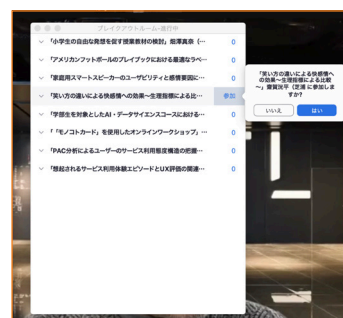 ブレイクアウトルーム-進行中
「小学生の自由な発想を促す授業教材の検討」畑澤真奈（… 0
「アメリカンフットボールのプレイブックにおける最適なラベ… 0
「家庭用スマートスピーカーのユーザビリティと感情要因に… 0
「笑い方の違いによる快感情への効果〜生理指標による比… 参加
「学部生を対象としたAI・データサイエンスコースにおける… 0
「「モノコトカード」を使用したオンラインワークショップ」… 0
「PAC分析によるユーザーのサービス利用態度構造の把握… 0
「想起されるサービス利用体験エピソードとUX評価の関連… 0
「笑い方の違いによる快感情へ
の効果〜生理指標による比較
〜」齋賀況平（芝浦 に参加しま
すか?
いいえ
はい